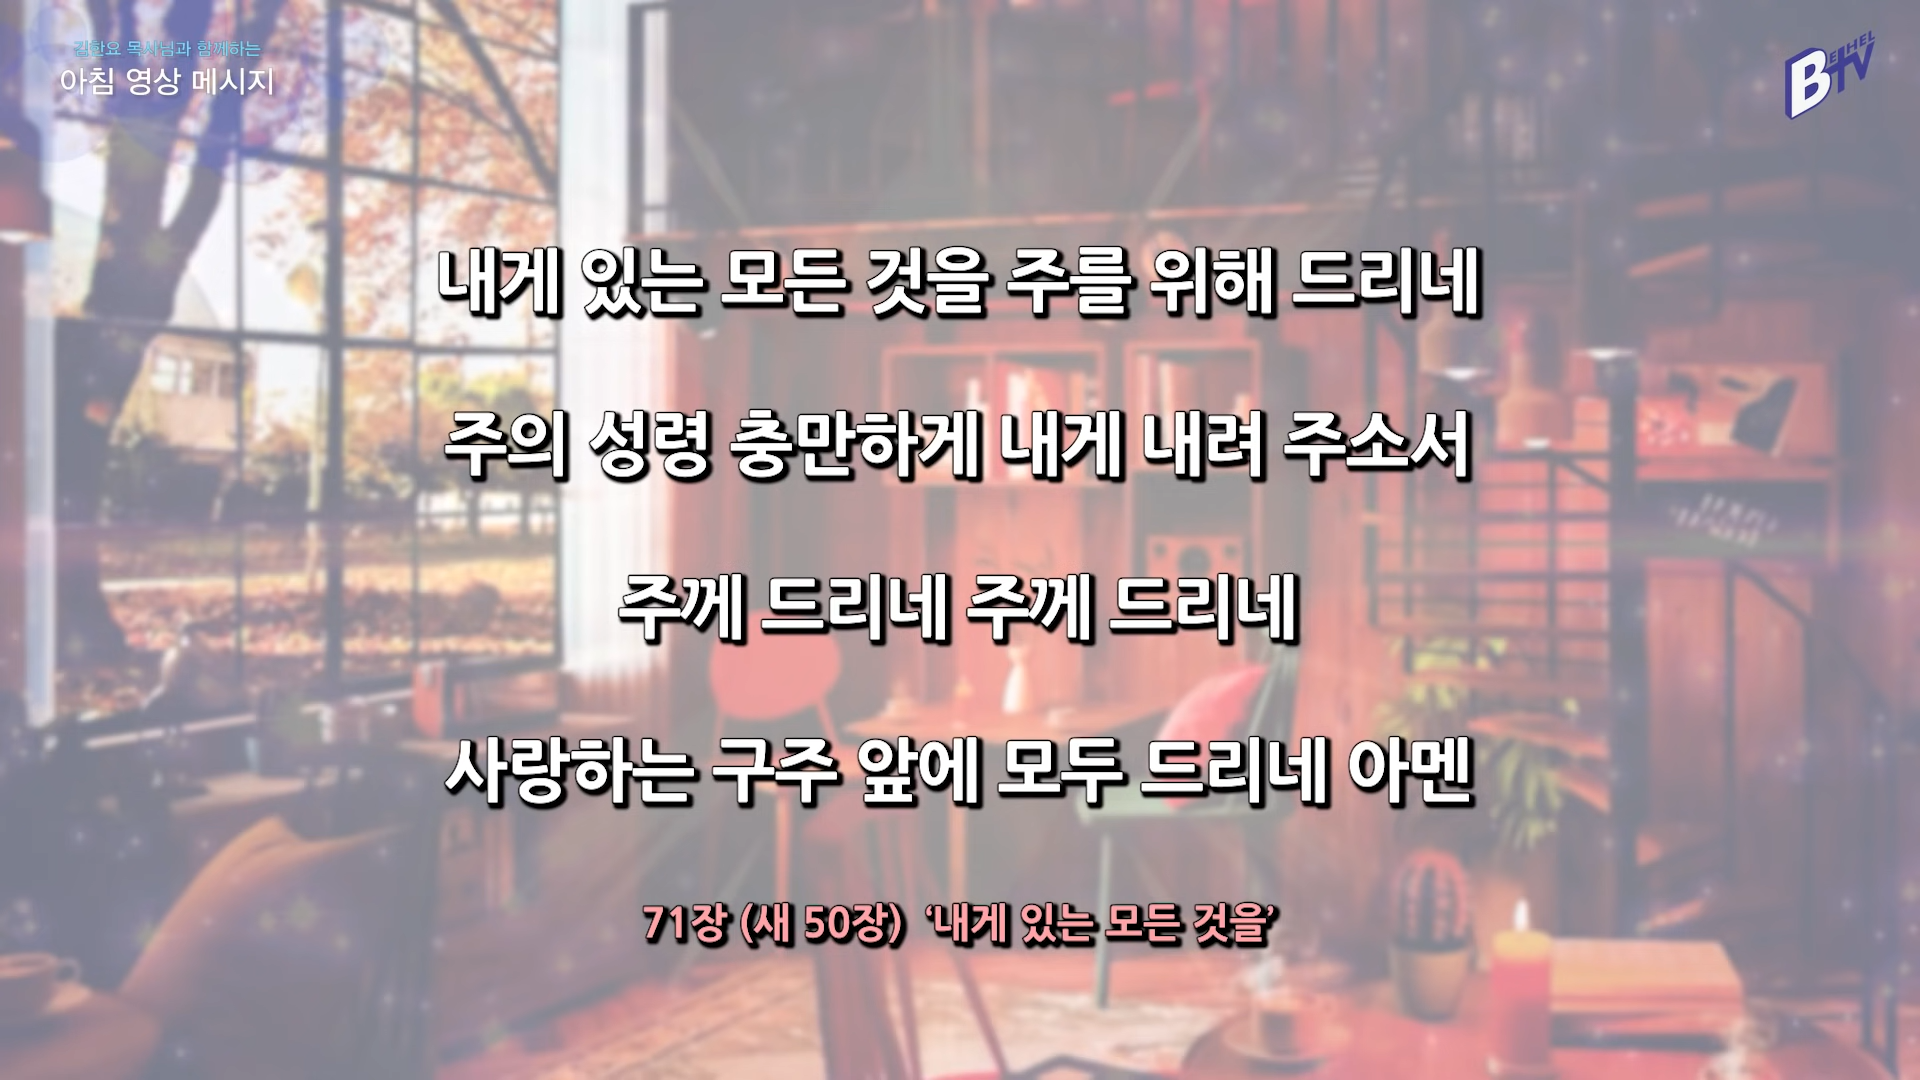 김한요 목사님과 함께하는
아침 영상 메시지
BETHEL TV
내게 있는 모든 것을 주를 위해 드리네
주의 성령 충만하게 내게 내려 주소서
주께 드리네 주께 드리네
사랑하는 구주 앞에 모두 드리네 아멘
71장 (새 50장) ‘내게 있는 모든 것을’